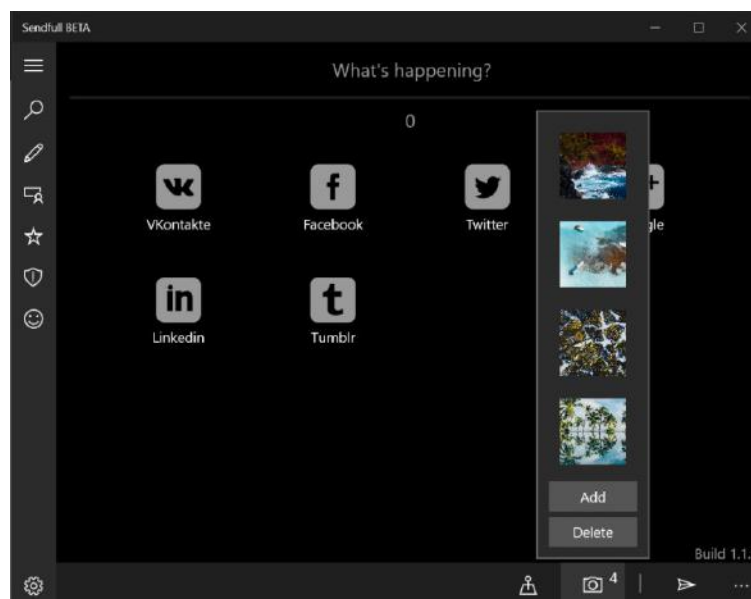 Sendfull BETA
What's happening?
0
VKontakte
Facebook
Twitter
gle
Linkedin
Tumblr
Add
Delete
Build 1.1.
4